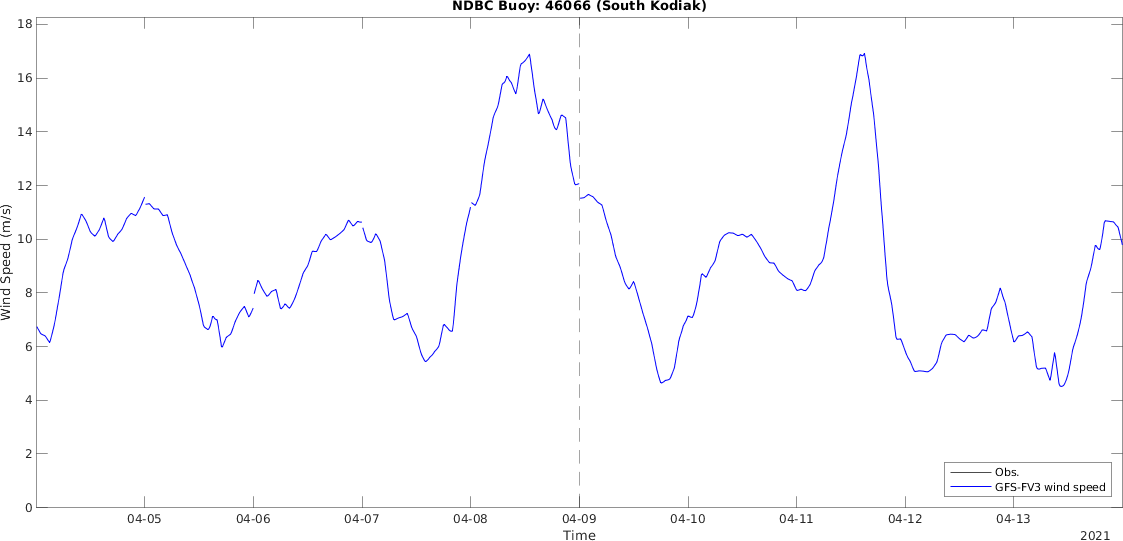 NDBC Buoy: 46066 (South Kodiak)
18
16
14
12
10
8
6
4
2
0
Wind Speed (m/s)
Obs.
GFS-FV3 wind speed
04-05 04-06 04-07 04-08 04-09 04-10 04-11 04-12 04-13
Time
2021